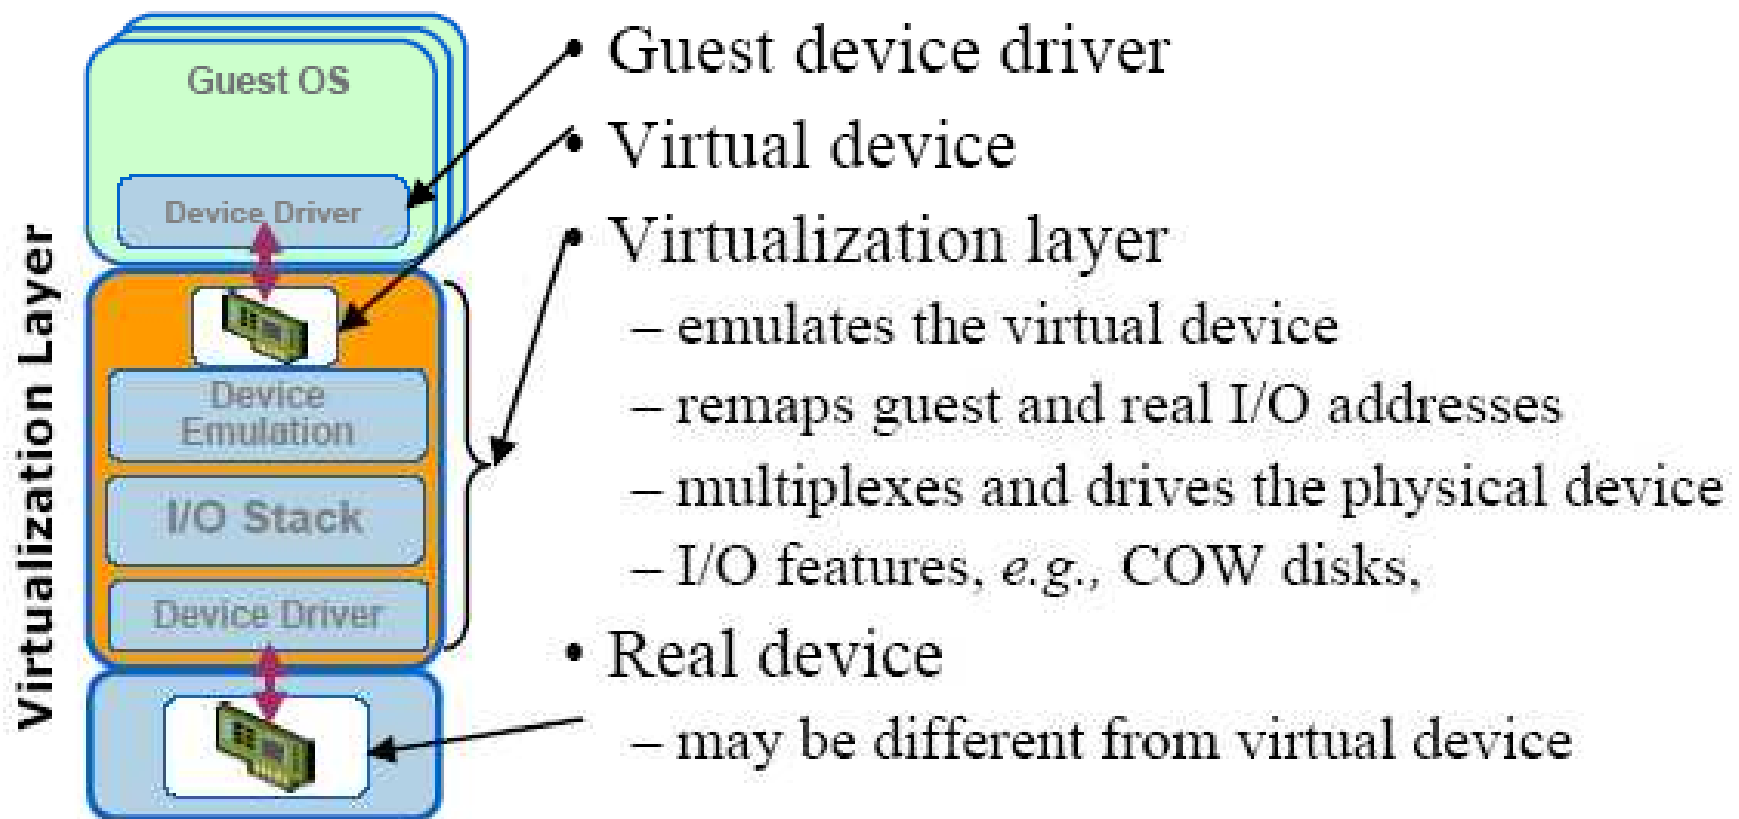 Guest OS
Device Driver
Virtualization Layer
Device
Emulation
I/O Stack
Device Driver
• Guest device driver
• Virtual device
• Virtualization layer
– emulates the virtual device
– remaps guest and real I/O addresses
– multiplexes and drives the physical device
– I/O features, e.g., COW disks,
• Real device
– may be different from virtual device